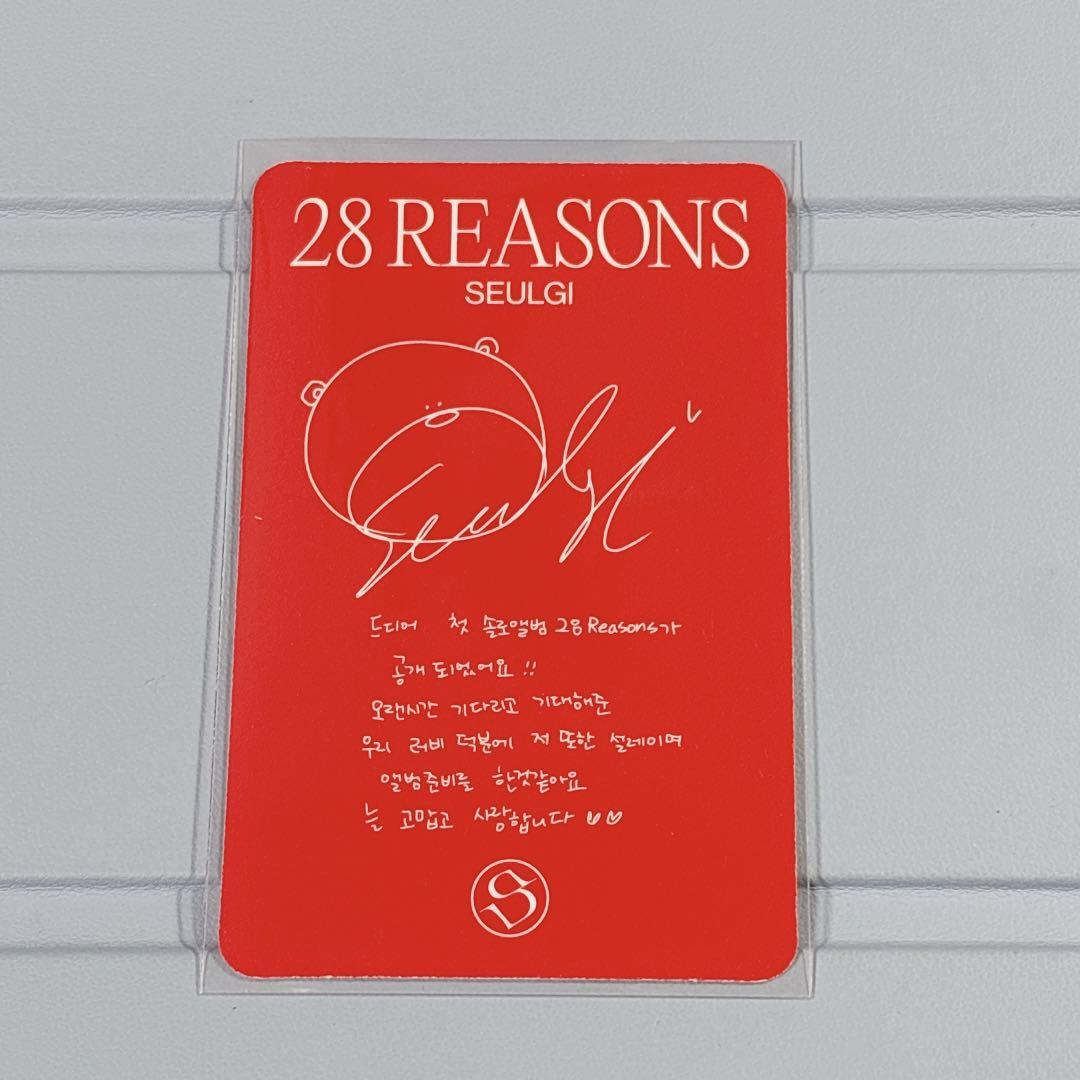 28 REASONS
SEULGI
Seulgi
드디어 첫 솔로앨범 28 Reasons가
공개 되었어요 !!
오랜시간 기다리고 기대해준
우리 러비 덕분에 저 또한 설레이며
앨범준비를 한것같아요
늘 고맙고 사랑합니다 ♡♡
S